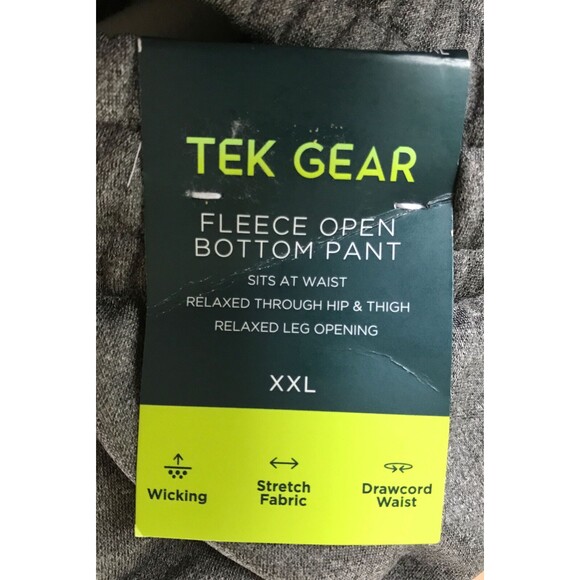 TEK GEAR
FLEECE OPEN
BOTTOM PANT
SITS AT WAIST
RELAXED THROUGH HIP & THIGH
RELAXED LEG OPENING
XXL
Wicking
Stretch
Fabric
Drawcord
Waist